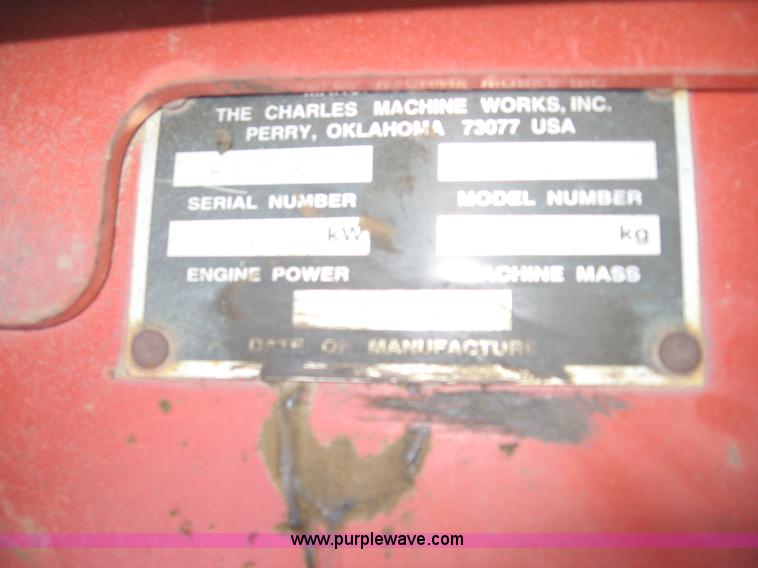 THE CHARLES MACHINE WORKS, INC.
PERRY, OKLAHOMA 73077 USA
SERIAL NUMBER MODEL NUMBER
kW kg
ENGINE POWER MACHINE MASS
DATE OF MANUFACTURE
www.purplewave.com